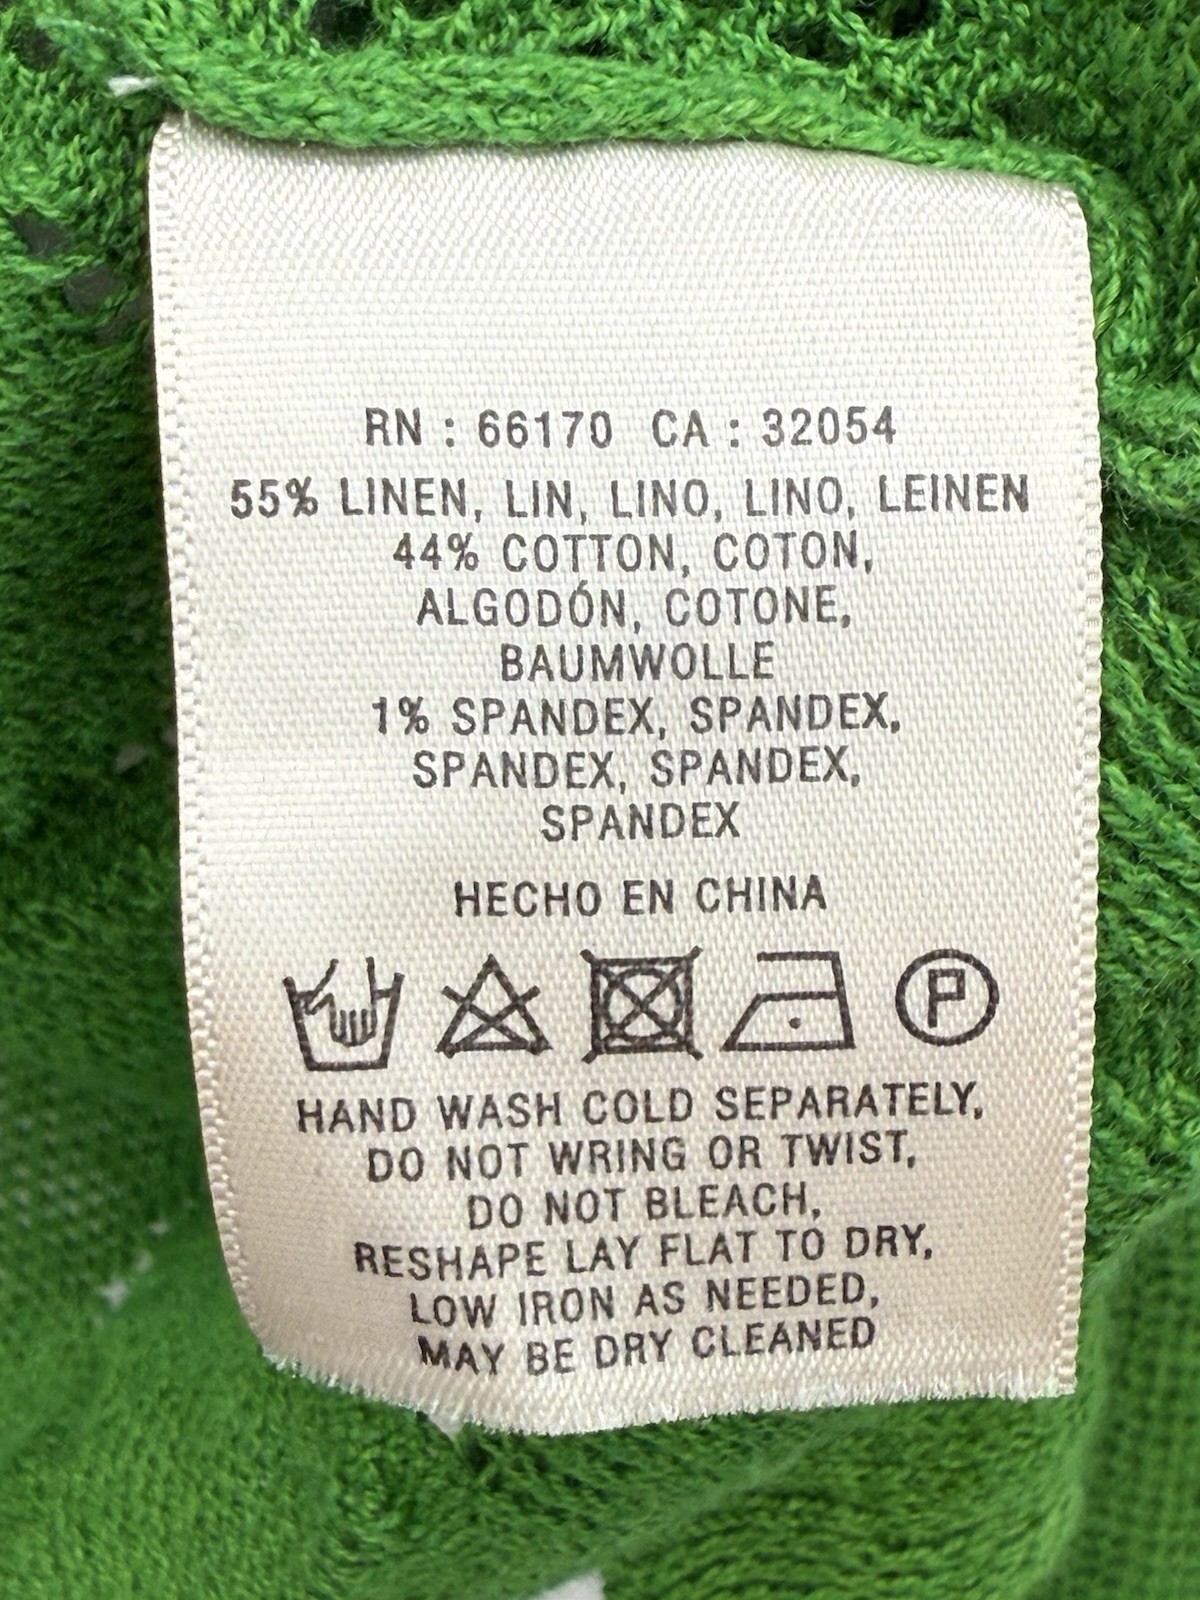 RN : 66170 CA : 32054
55% LINEN, LIN, LINO, LINO, LEINEN
44% COTTON, COTON,
ALGODÓN, COTONE,
BAUMWOLLE
1% SPANDEX, SPANDEX,
SPANDEX, SPANDEX,
SPANDEX
HECHO EN CHINA
P
HAND WASH COLD SEPARATELY,
DO NOT WRING OR TWIST,
DO NOT BLEACH,
RESHAPE LAY FLAT TO DRY,
LOW IRON AS NEEDED,
MAY BE DRY CLEANED